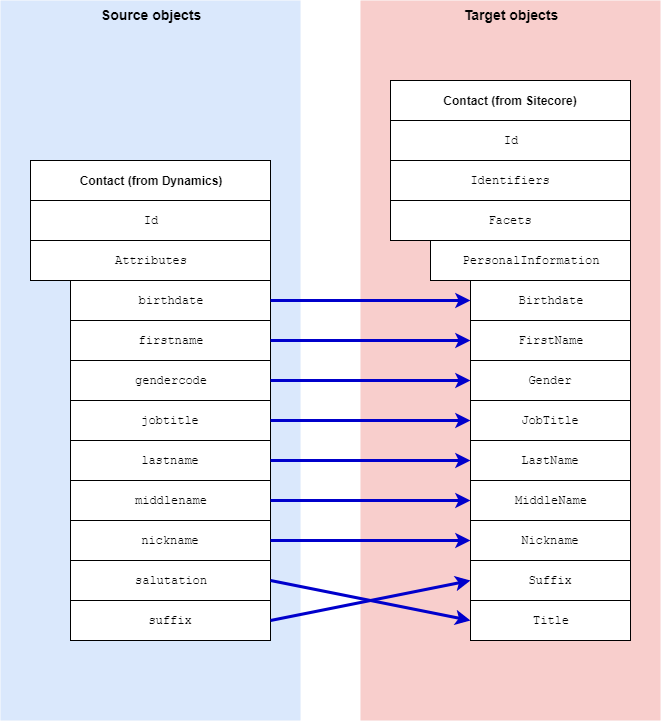 Source objects
Contact (from Dynamics)
Id
Attributes
birthdate
firstname
gendercode
jobtitle
lastname
middlename
nickname
salutation
suffix
Target objects
Contact (from Sitecore)
Id
Identifiers
Facets
PersonalInformation
Birthdate
FirstName
Gender
JobTitle
LastName
MiddleName
Nickname
Suffix
Title